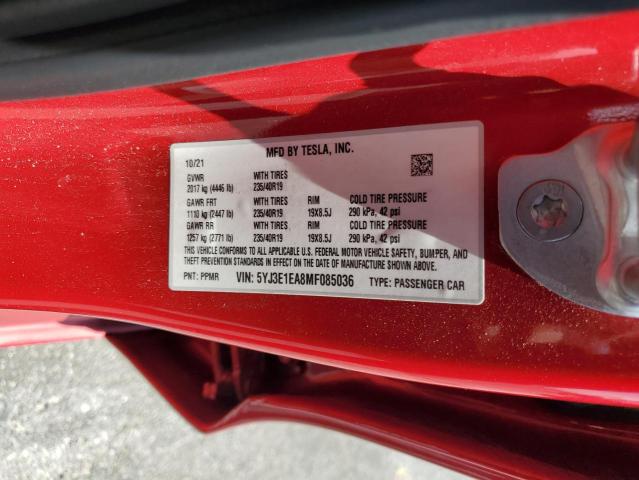 MFD BY TESLA, INC.
10/21
GVWR WITH TIRES
2017 kg (4446 lb) 235/40R19
GAWR FRT WITH TIRES RIM COLD TIRE PRESSURE
1110 kg (2447 lb) 235/40R19 19X8.5J 290 kPa, 42 psi
GAWR RR WITH TIRES RIM COLD TIRE PRESSURE
1257 kg (2771 lb) 235/40R19 19X8.5J 290 kPa, 42 psi
THIS VEHICLE CONFORMS TO ALL APPLICABLE U.S. FEDERAL MOTOR VEHICLE SAFETY, BUMPER, AND
THEFT PREVENTION STANDARDS IN EFFECT ON THE DATE OF MANUFACTURE SHOWN ABOVE.
PNT: PPMR VIN: 5YJ3E1EA8MF085036 TYPE: PASSENGER CAR